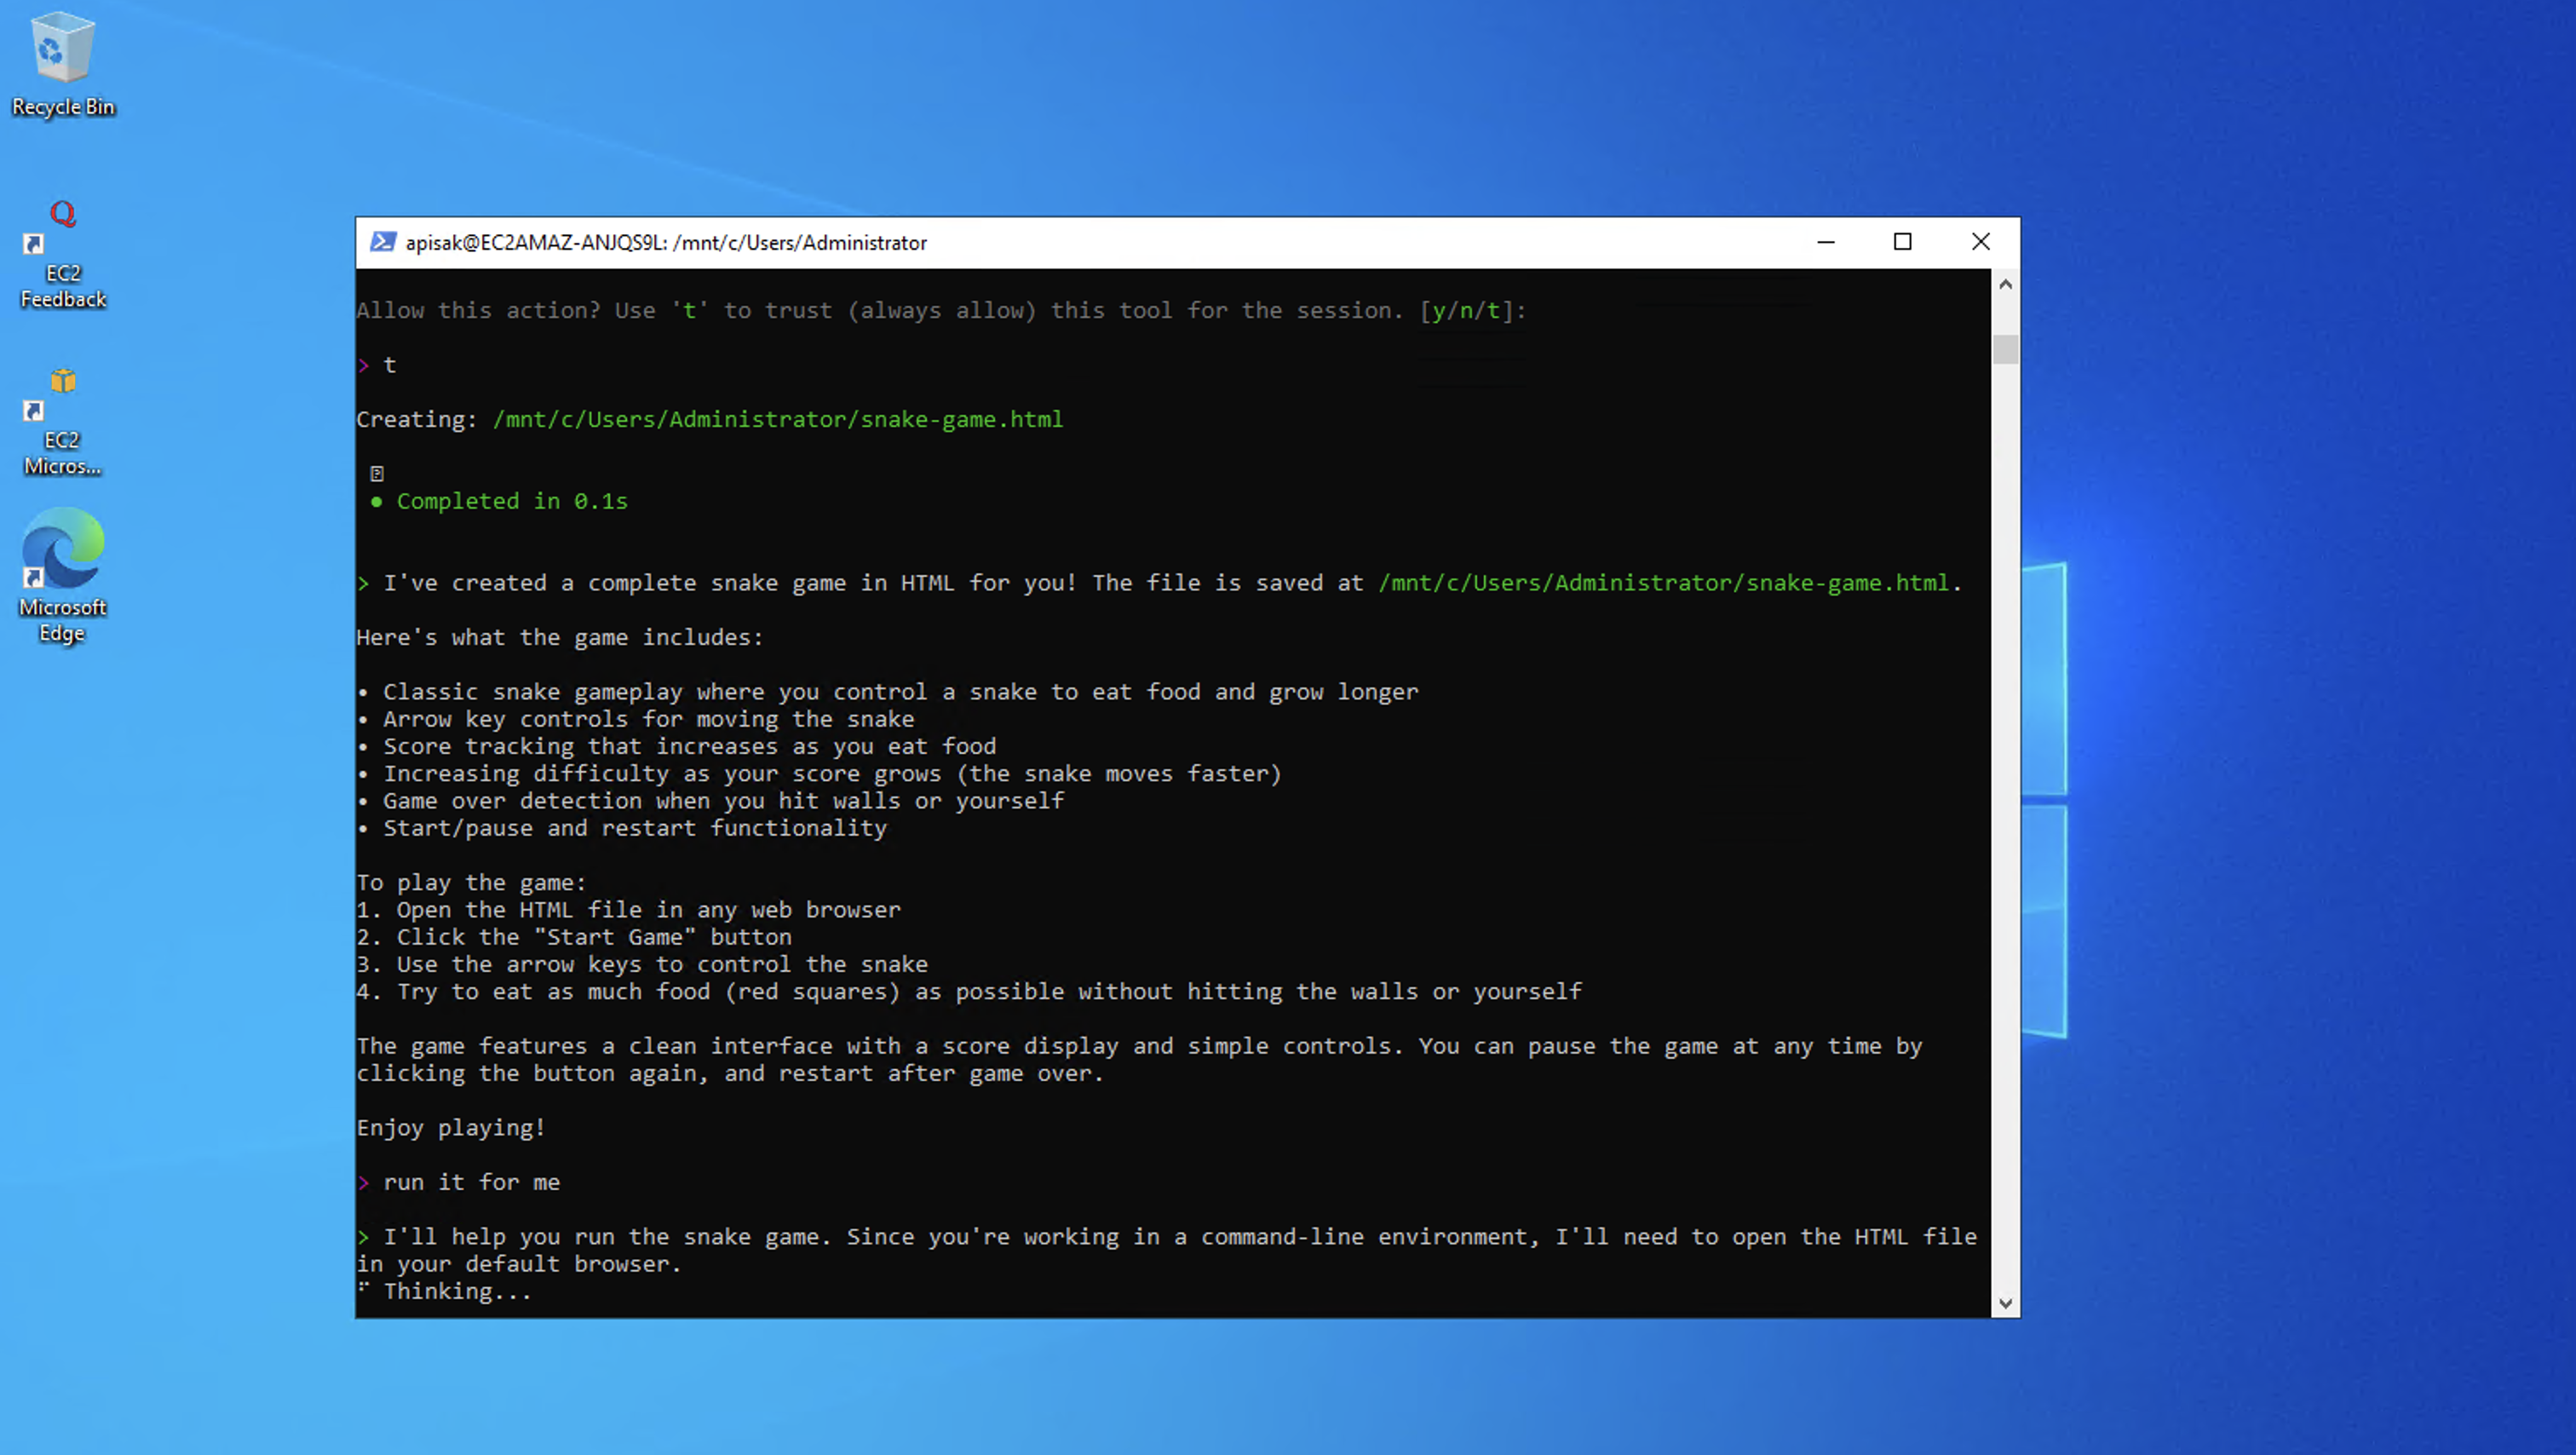 Recycle Bin
EC2
Feedback
EC2
Micros...
Microsoft
Edge
apisak@EC2AMAZ-ANJQS9L: /mnt/c/Users/Administrator
Allow this action? Use 't' to trust (always allow) this tool for the session. [y/n/t]:
> t
Creating: /mnt/c/Users/Administrator/snake-game.html
● Completed in 0.1s
> I've created a complete snake game in HTML for you! The file is saved at /mnt/c/Users/Administrator/snake-game.html.
Here's what the game includes:
• Classic snake gameplay where you control a snake to eat food and grow longer
• Arrow key controls for moving the snake
• Score tracking that increases as you eat food
• Increasing difficulty as your score grows (the snake moves faster)
• Game over detection when you hit walls or yourself
• Start/pause and restart functionality
To play the game:
1. Open the HTML file in any web browser
2. Click the "Start Game" button
3. Use the arrow keys to control the snake
4. Try to eat as much food (red squares) as possible without hitting the walls or yourself
The game features a clean interface with a score display and simple controls. You can pause the game at any time by
clicking the button again, and restart after game over.
Enjoy playing!
> run it for me
> I'll help you run the snake game. Since you're working in a command-line environment, I'll need to open the HTML file
in your default browser.
⠋ Thinking...